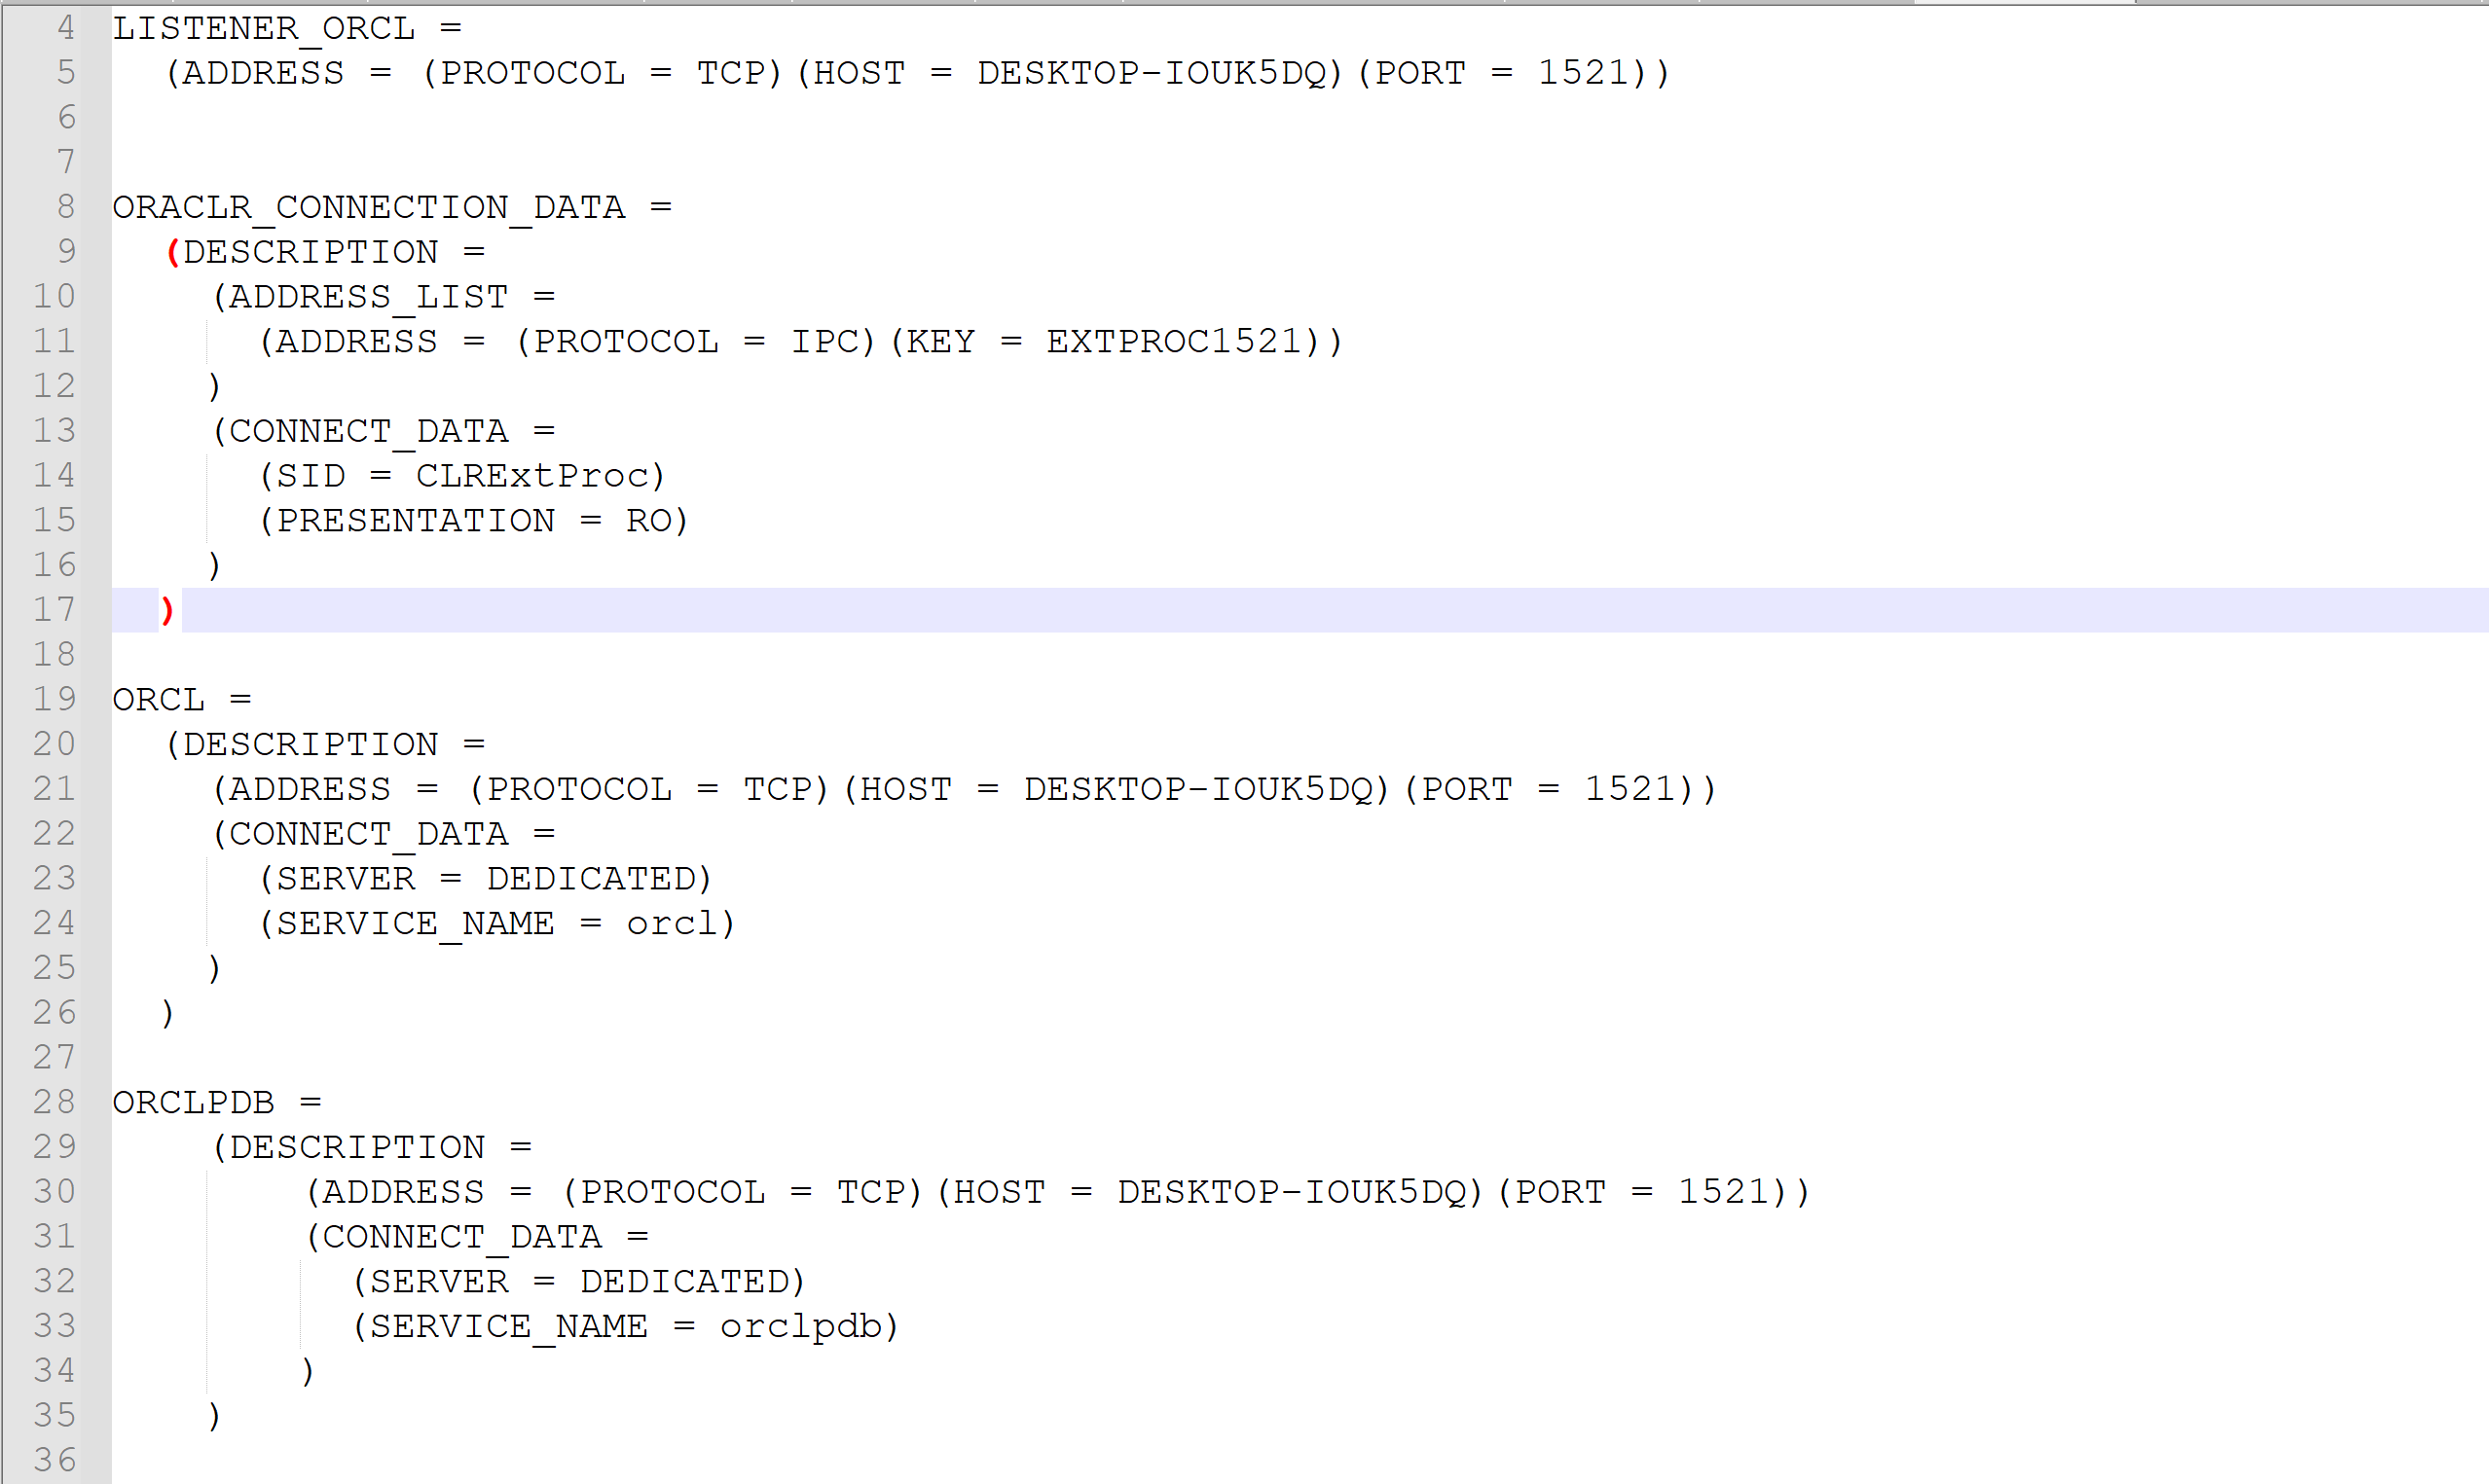 4 LISTENER_ORCL =
5 (ADDRESS = (PROTOCOL = TCP)(HOST = DESKTOP-IOUK5DQ)(PORT = 1521))
6
7
8 ORACLR_CONNECTION_DATA =
9 (DESCRIPTION =
10 (ADDRESS_LIST =
11 (ADDRESS = (PROTOCOL = IPC)(KEY = EXTPROC1521))
12 )
13 (CONNECT_DATA =
14 (SID = CLRExtProc)
15 (PRESENTATION = RO)
16 )
17 )
18
19 ORCL =
20 (DESCRIPTION =
21 (ADDRESS = (PROTOCOL = TCP)(HOST = DESKTOP-IOUK5DQ)(PORT = 1521))
22 (CONNECT_DATA =
23 (SERVER = DEDICATED)
24 (SERVICE_NAME = orcl)
25 )
26 )
27
28 ORCLPDB =
29 (DESCRIPTION =
30 (ADDRESS = (PROTOCOL = TCP)(HOST = DESKTOP-IOUK5DQ)(PORT = 1521))
31 (CONNECT_DATA =
32 (SERVER = DEDICATED)
33 (SERVICE_NAME = orclpdb)
34 )
35 )
36